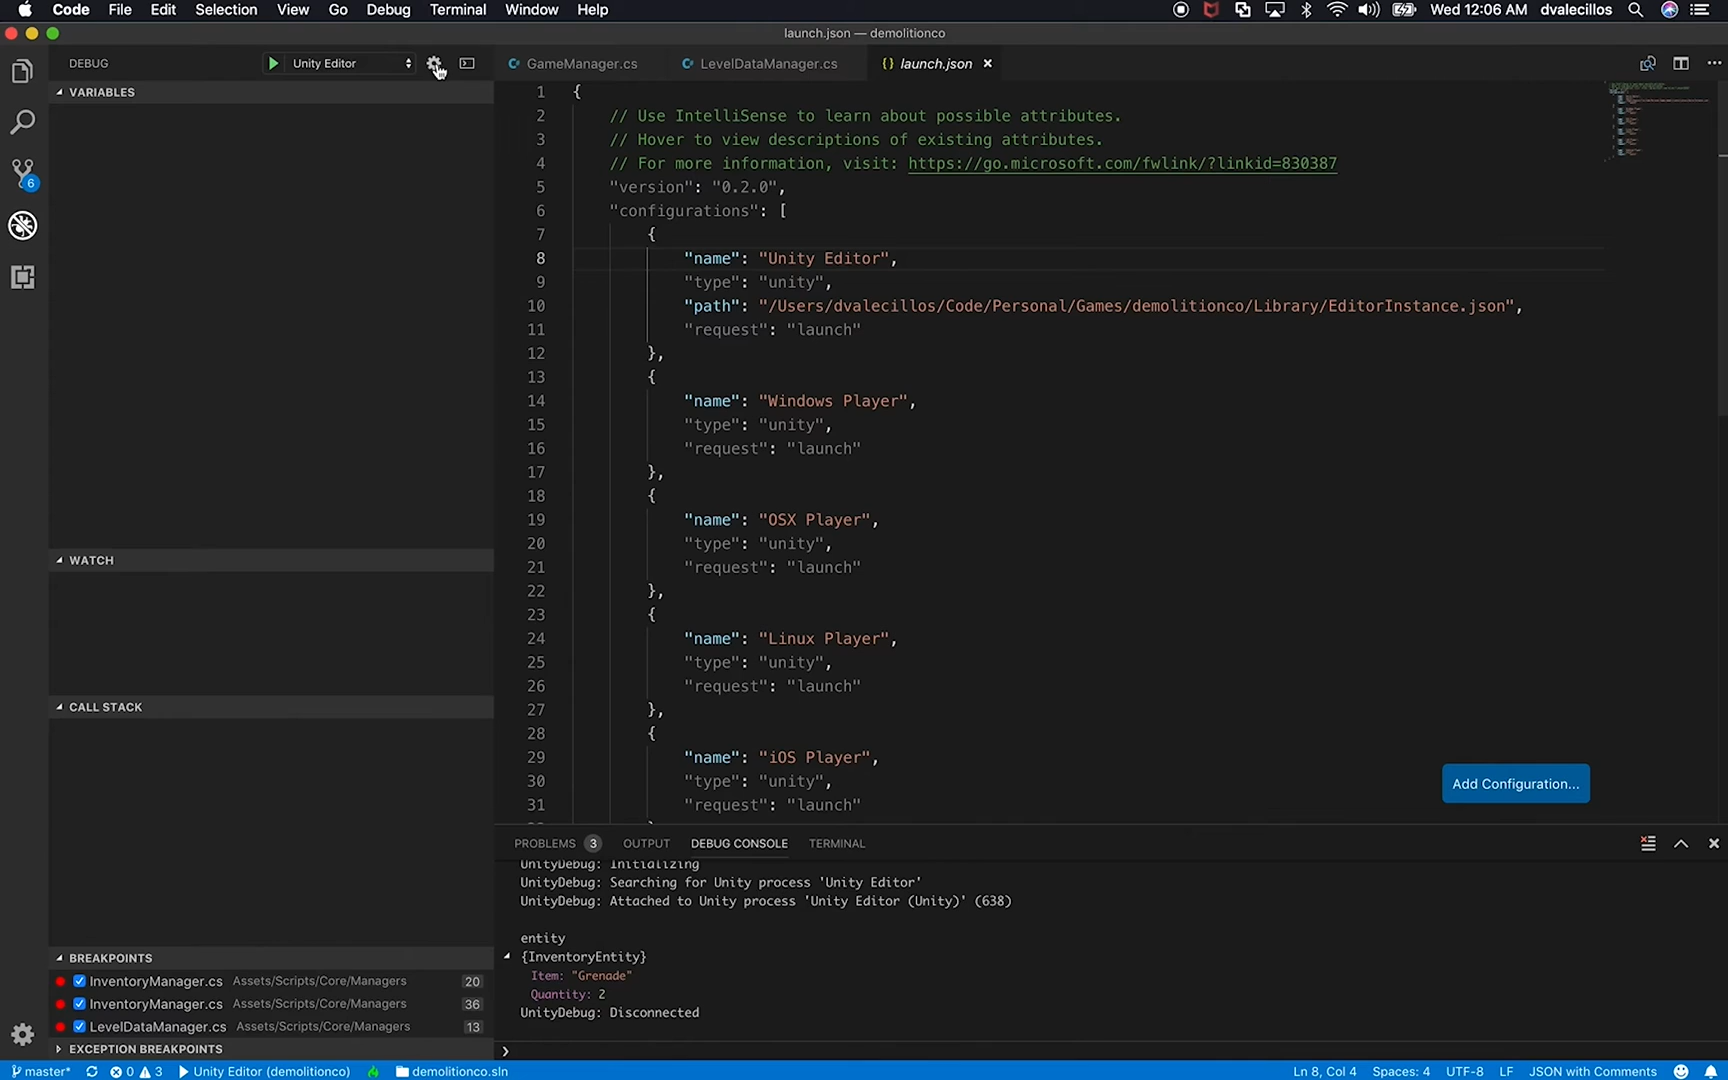 Code File Edit Selection View Go Debug Terminal Window Help Wed 12:06 AM dvalecillos
launch.json — demolitionco
DEBUG Unity Editor
GameManager.cs LevelDataManager.cs {} launch.json ×
VARIABLES
WATCH
CALL STACK
BREAKPOINTS
InventoryManager.cs Assets/Scripts/Core/Managers 20
InventoryManager.cs Assets/Scripts/Core/Managers 36
LevelDataManager.cs Assets/Scripts/Core/Managers 13
EXCEPTION BREAKPOINTS
6
1 {
2 // Use IntelliSense to learn about possible attributes.
3 // Hover to view descriptions of existing attributes.
4 // For more information, visit: https://go.microsoft.com/fwlink/?linkid=830387
5 "version": "0.2.0",
6 "configurations": [
7 {
8 "name": "Unity Editor",
9 "type": "unity",
10 "path": "/Users/dvalecillos/Code/Personal/Games/demolitionco/Library/EditorInstance.json",
11 "request": "launch"
12 },
13 {
14 "name": "Windows Player",
15 "type": "unity",
16 "request": "launch"
17 },
18 {
19 "name": "OSX Player",
20 "type": "unity",
21 "request": "launch"
22 },
23 {
24 "name": "Linux Player",
25 "type": "unity",
26 "request": "launch"
27 },
28 {
29 "name": "iOS Player",
30 "type": "unity",
31 "request": "launch"
Add Configuration...
PROBLEMS 3 OUTPUT DEBUG CONSOLE TERMINAL
UnityDebug: Initializing
UnityDebug: Searching for Unity process 'Unity Editor'
UnityDebug: Attached to Unity process 'Unity Editor (Unity)' (638)
entity
{InventoryEntity}
Item: "Grenade"
Quantity: 2
UnityDebug: Disconnected
master* 0 3 Unity Editor (demolitionco) demolitionco.sln Ln 8, Col 4 Spaces: 4 UTF-8 LF JSON with Comments